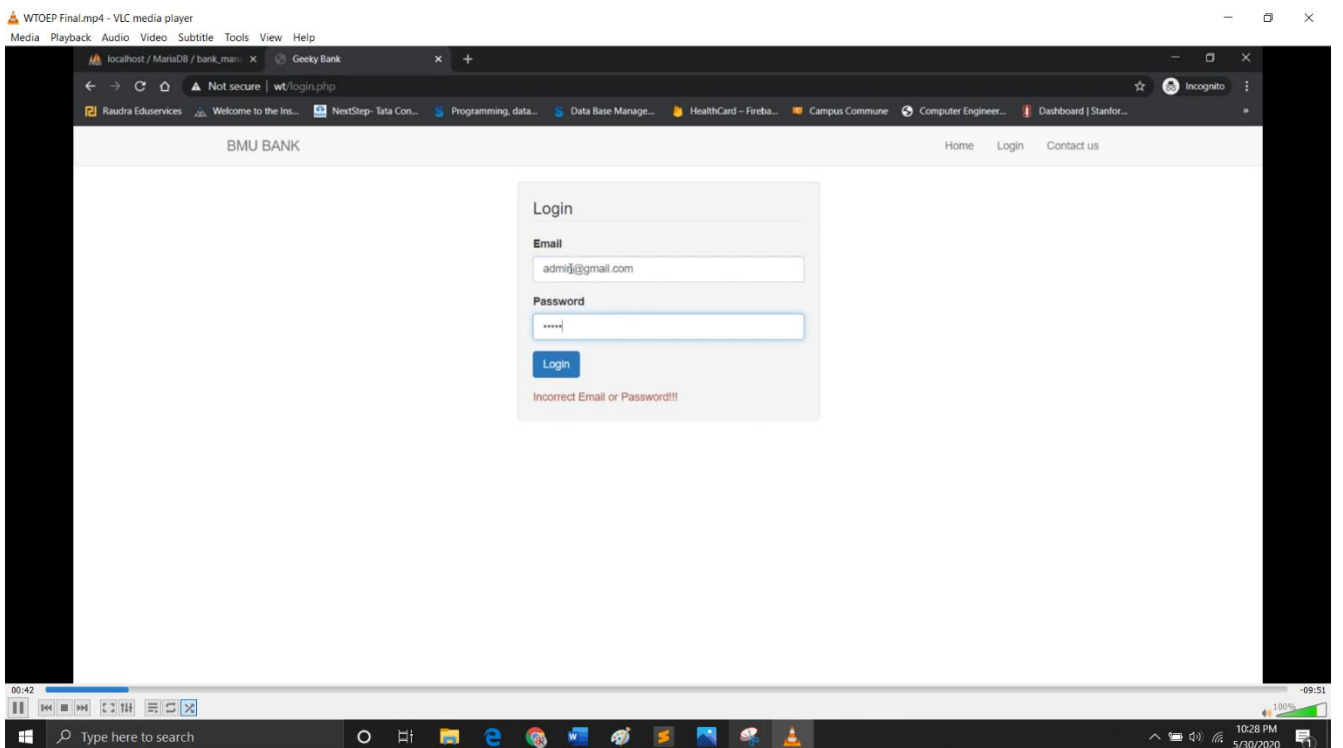 WTOEP Final.mp4 - VLC media player
Media Playback Audio Video Subtitle Tools View Help
localhost / MariaDB / bank_man Geeky Bank
Not secure | wt/login.php Incognito
Raudra Eduservices Welcome to the Ins... NextStep- Tata Con... Programming, data... Data Base Manage... HealthCard – Fireba... Campus Commune Computer Engineer... Dashboard | Stanfor... »
BMU BANK Home Login Contact us
Login
Email
admin@gmail.com
Password
•••••
Login
Incorrect Email or Password!!!
00:42 -09:51
100%
Type here to search
10:28 PM
5/30/2020